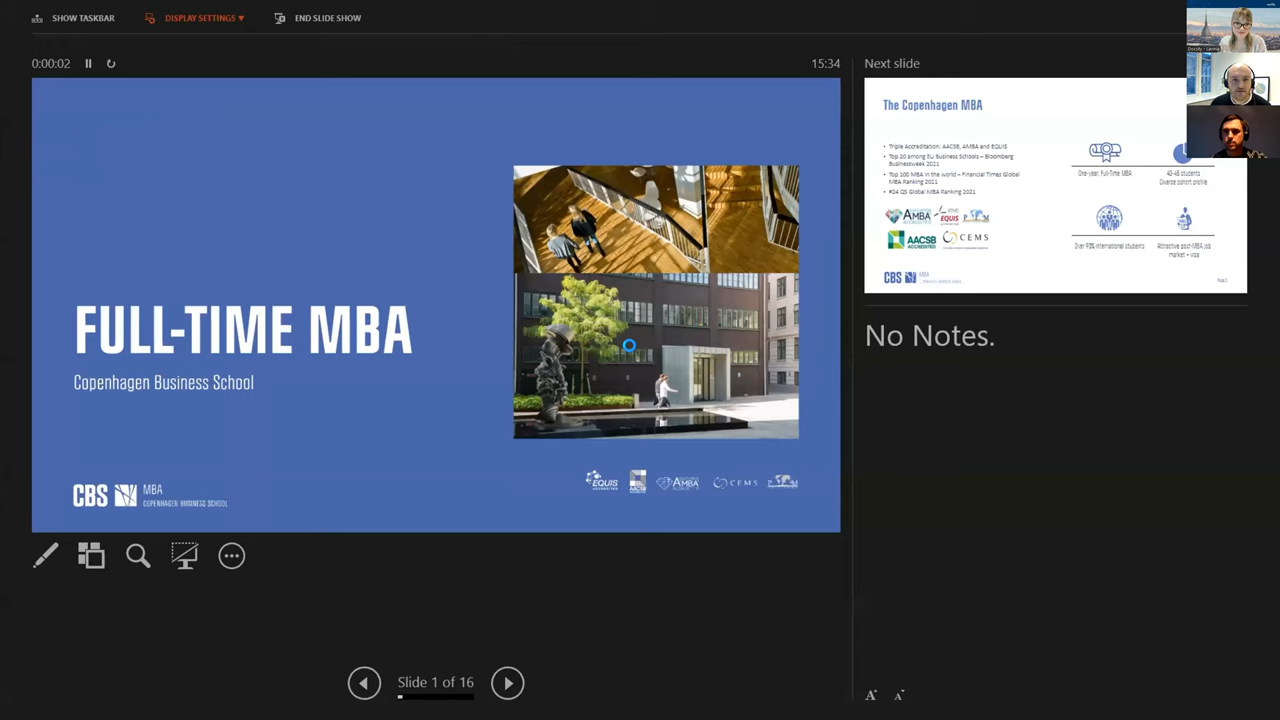 SHOW TASKBAR
DISPLAY SETTINGS ▼
END SLIDE SHOW
0:00:02
15:34
Next slide
FULL-TIME MBA
Copenhagen Business School
CBS
MBA
COPENHAGEN BUSINESS SCHOOL
EQUIS
AACSB
AMBA
CEMS
The Copenhagen MBA
• Triple Accreditation: AACSB, AMBA and EQUIS
• Top 20 among EU Business Schools – Bloomberg
Businessweek 2021
• Top 100 MBA in the world – Financial Times Global
MBA Ranking 2021
• #24 QS Global MBA Ranking 2021
One-year, Full-Time MBA
40-45 students
Diverse cohort profile
AMBA
EQUIS
AACSB
ACCREDITED
CEMS
Over 90% international students
Attractive post-MBA job
market + visa
CBS
MBA
No Notes.
Slide 1 of 16